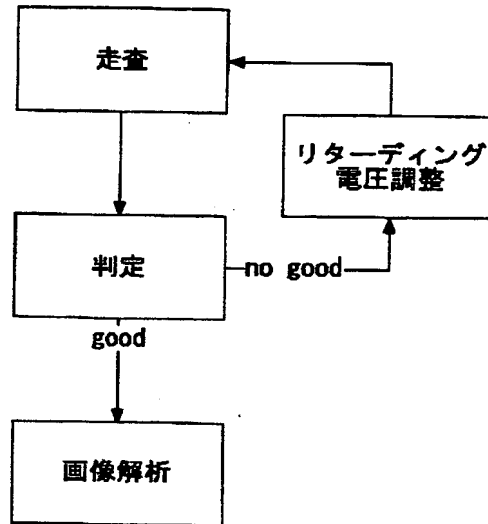 走査
リターディング
電圧調整
判定
no good
good
画像解析